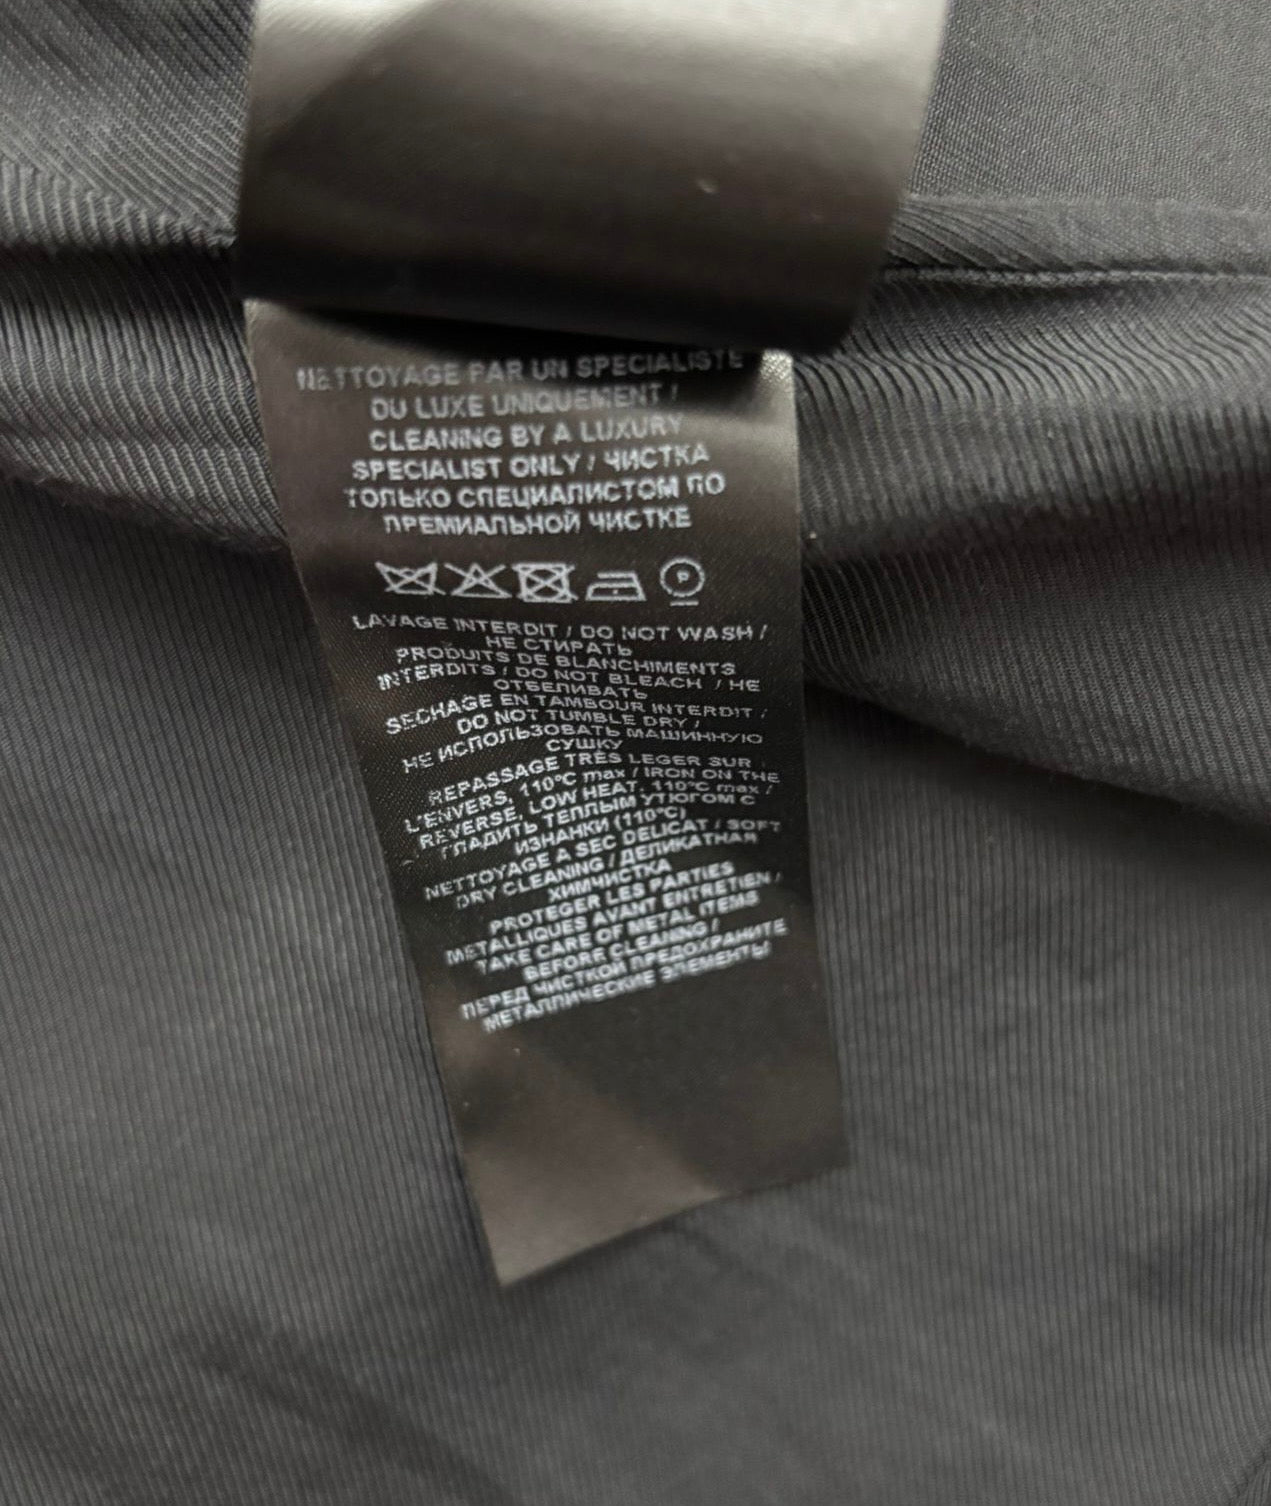 NETTOYAGE PAR UN SPECIALISTE
DU LUXE UNIQUEMENT /
CLEANING BY A LUXURY
SPECIALIST ONLY / ЧИСТКА
ТОЛЬКО СПЕЦИАЛИСТОМ ПО
ПРЕМИАЛЬНОЙ ЧИСТКЕ
P
LAVAGE INTERDIT / DO NOT WASH /
НЕ СТИРАТЬ
PRODUITS DE BLANCHIMENTS
INTERDITS / DO NOT BLEACH / НЕ
ОТБЕЛИВАТЬ
SECHAGE EN TAMBOUR INTERDIT /
DO NOT TUMBLE DRY /
НЕ ИСПОЛЬЗОВАТЬ МАШИННУЮ
СУШКУ
REPASSAGE TRÈS LEGER SUR
L'ENVERS, 110°C max / IRON ON THE
REVERSE, LOW HEAT, 110°C max /
ГЛАДИТЬ ТЕПЛЫМ УТЮГОМ С
ИЗНАНКИ (110°C)
NETTOYAGE A SEC DELICAT / SOFT
DRY CLEANING / ДЕЛИКАТНАЯ
ХИМЧИСТКА
PROTEGER LES PARTIES
METALLIQUES AVANT ENTRETIEN /
TAKE CARE OF METAL ITEMS
BEFORE CLEANING /
ПЕРЕД ЧИСТКОЙ ПРЕДОХРАНИТЕ
МЕТАЛЛИЧЕСКИЕ ЭЛЕМЕНТЫ